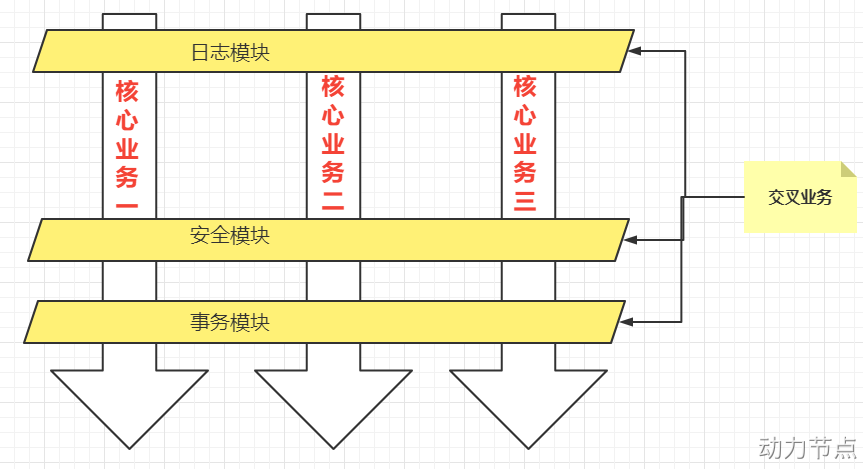 日志模块
核心业务一
核心业务二
核心业务三
交叉业务
安全模块
事务模块
动力节点